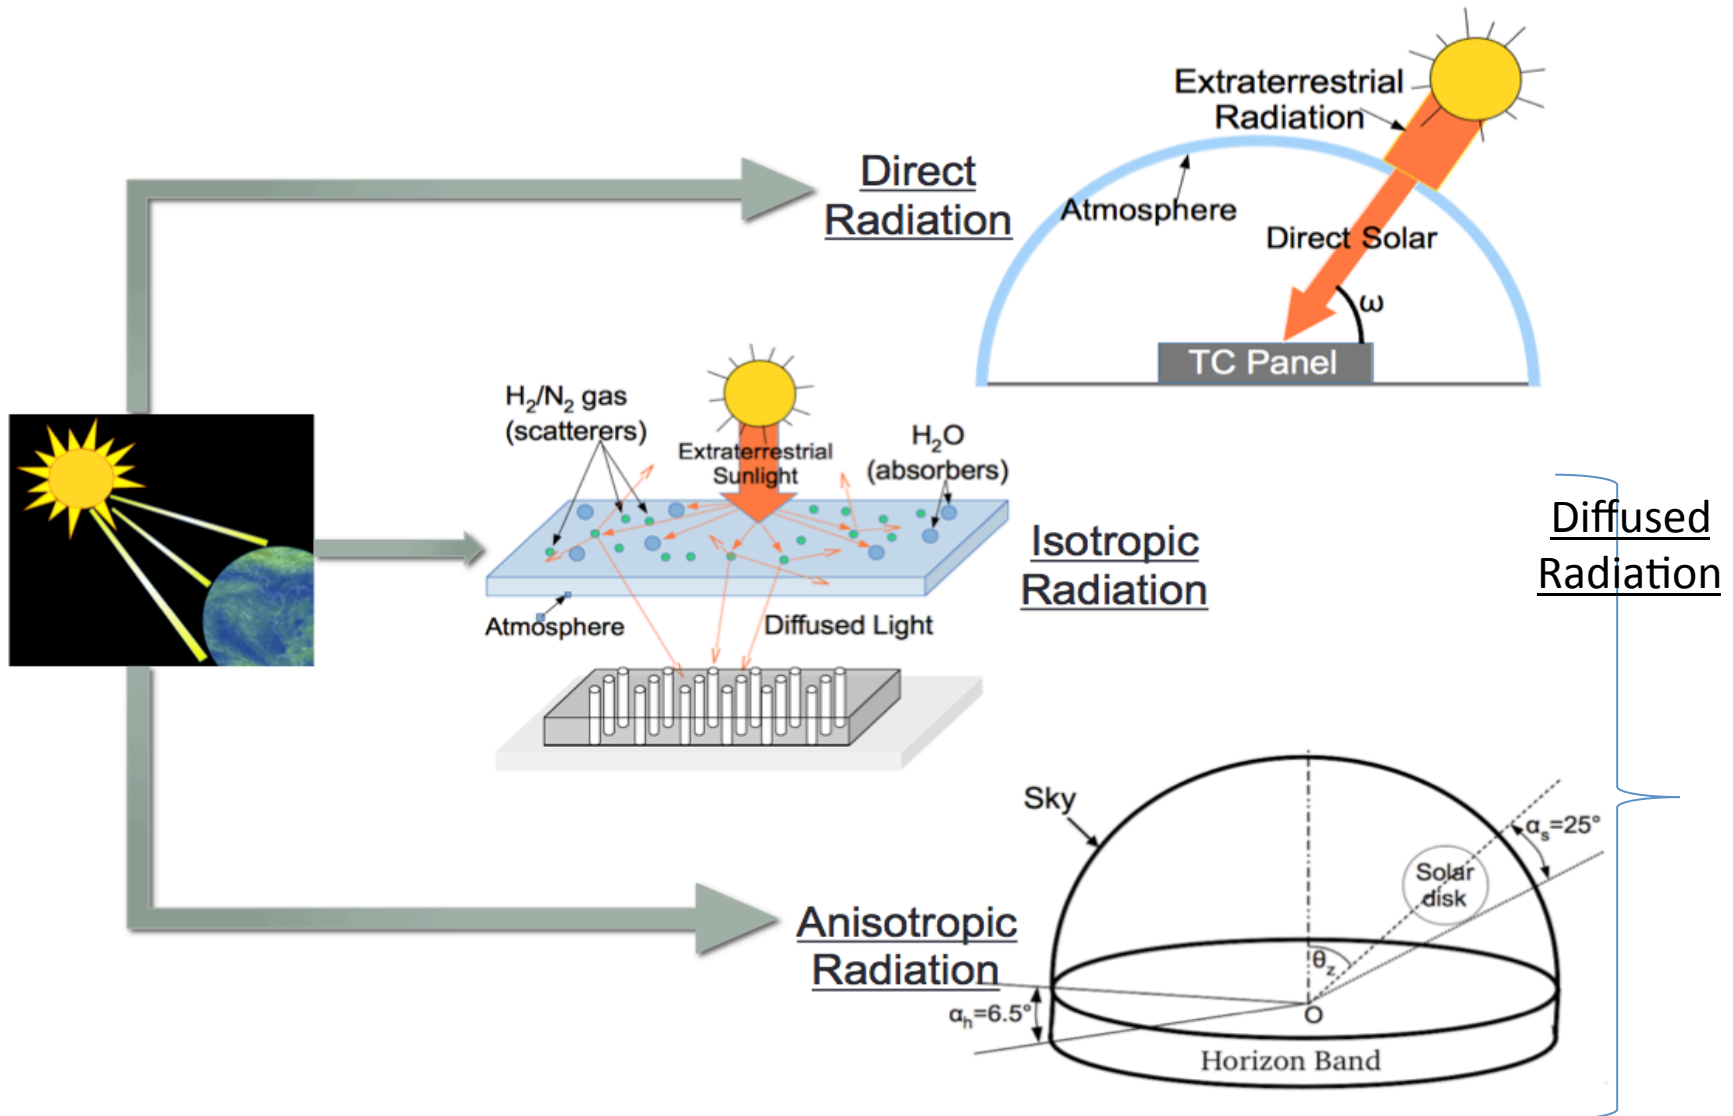 Extraterrestrial
Radiation
Direct
Radiation
Atmosphere
Direct Solar
ω
TC Panel
H₂/N₂ gas
(scatterers)
Extraterrestrial
Sunlight
H₂O
(absorbers)
Isotropic
Radiation
Atmosphere
Diffused Light
Diffused
Radiation
Sky
αₛ=25°
Solar
disk
Anisotropic
Radiation
θz
αₕ=6.5°
O
Horizon Band